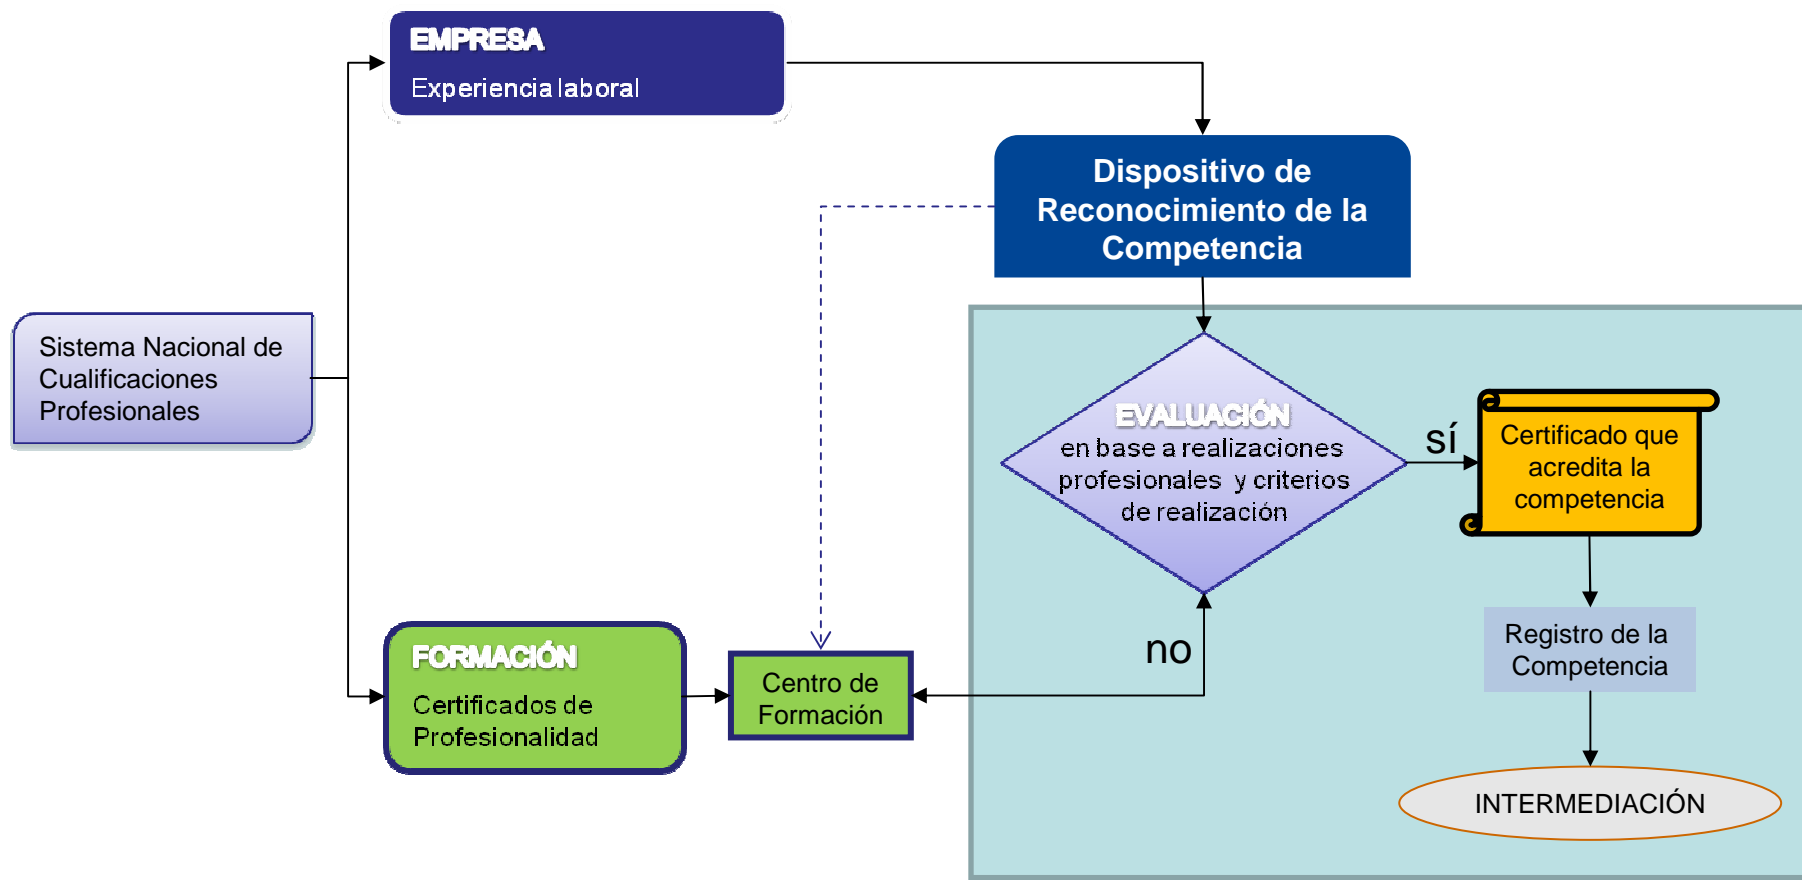 EMPRESA
Experiencia laboral
Dispositivo de
Reconocimiento de la
Competencia
Sistema Nacional de
Cualificaciones
Profesionales
EVALUACIÓN
en base a realizaciones
profesionales y criterios
de realización
sí
Certificado que
acredita la
competencia
no
Registro de la
Competencia
FORMACIÓN
Certificados de
Profesionalidad
Centro de
Formación
INTERMEDIACIÓN